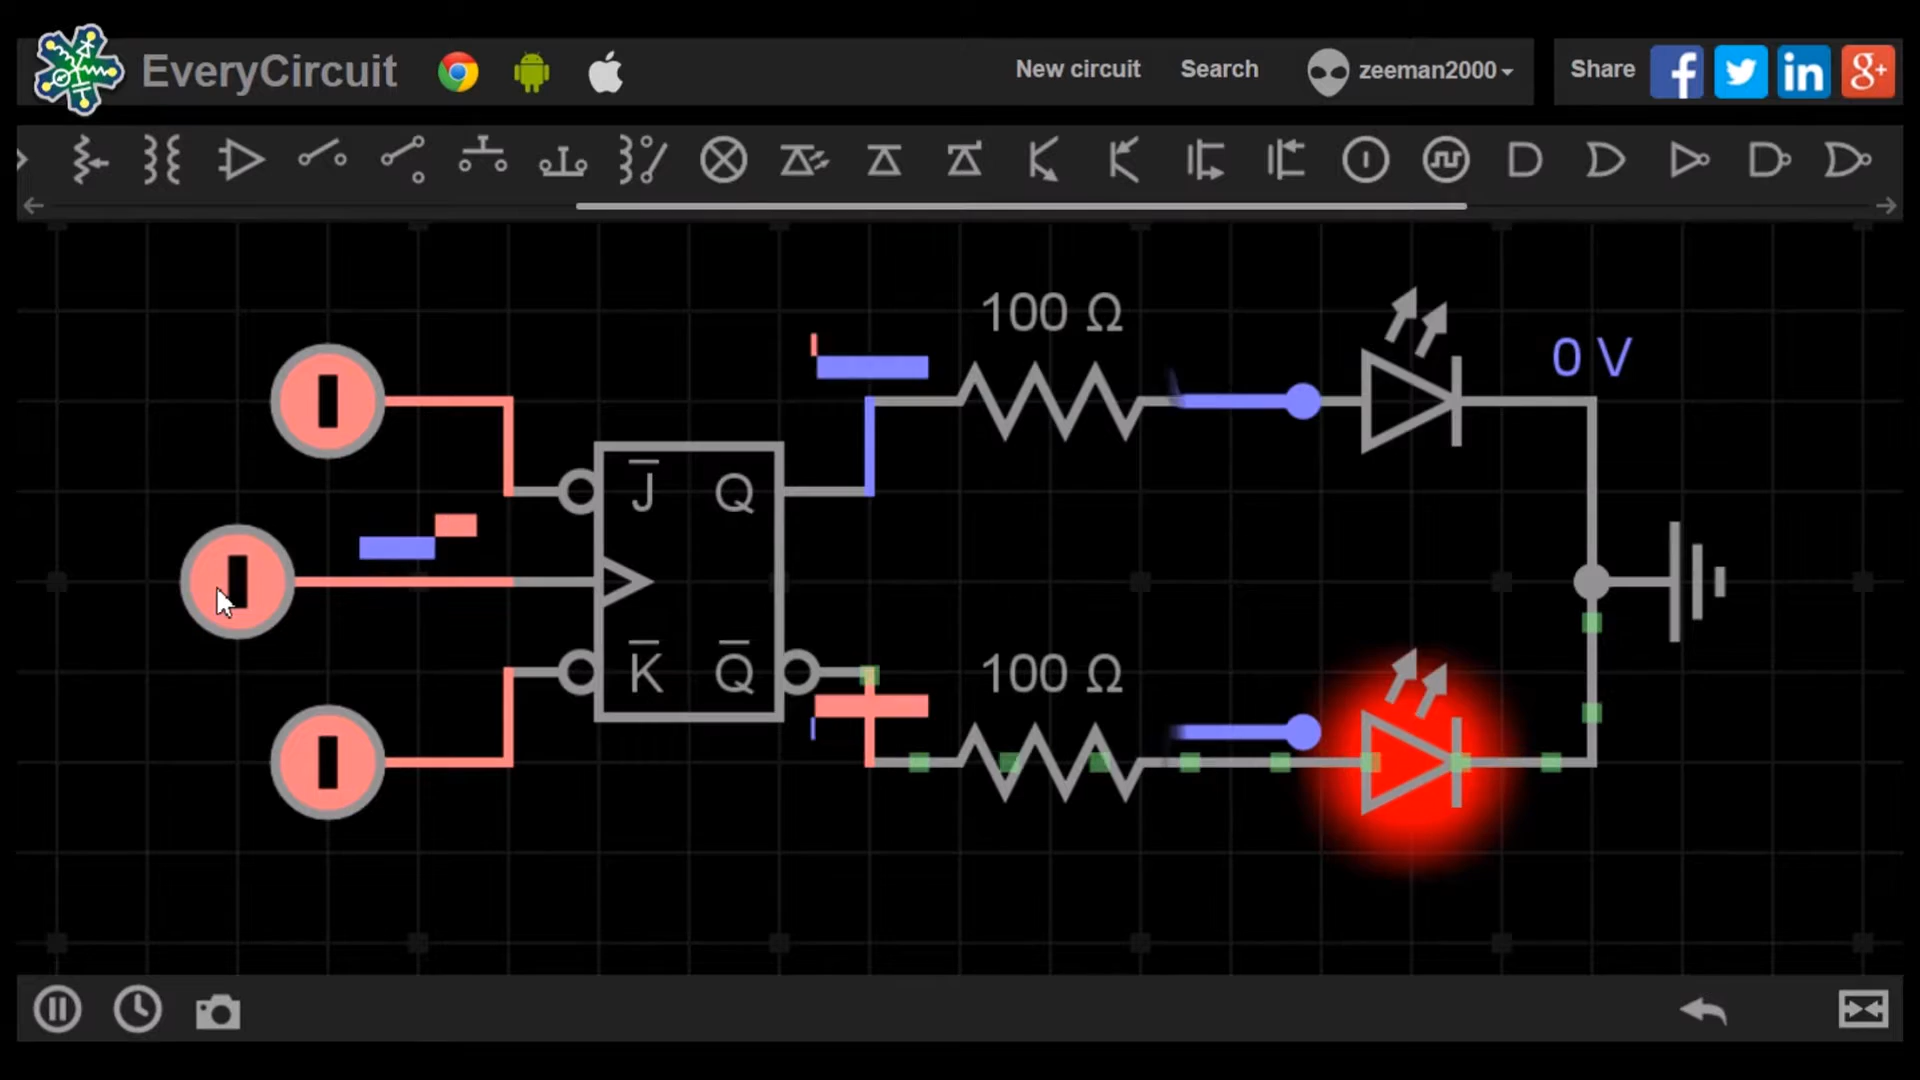 EveryCircuit
New circuit
Search
zeeman2000
Share
f
in
g+
100 Ω
0 V
J̅ Q
K̅ Q̅
100 Ω